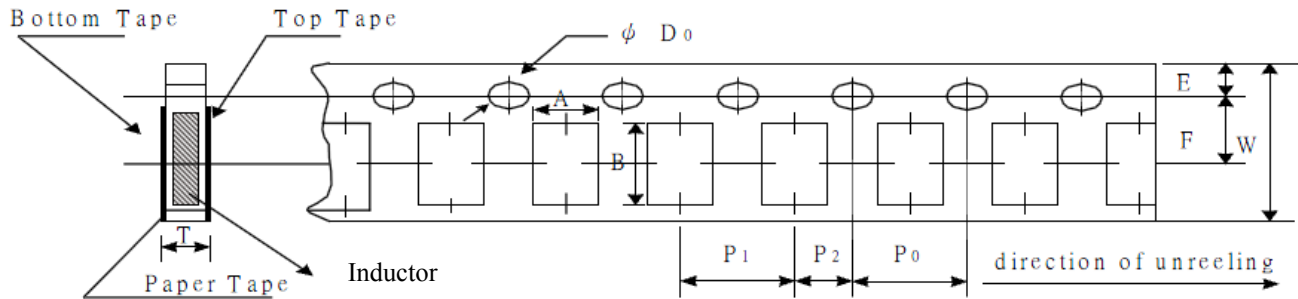 Bottom Tape
Top Tape
ϕ D0
E
A
F
W
B
T
P1
P2
P0
direction of unreeling
Inductor
Paper Tape